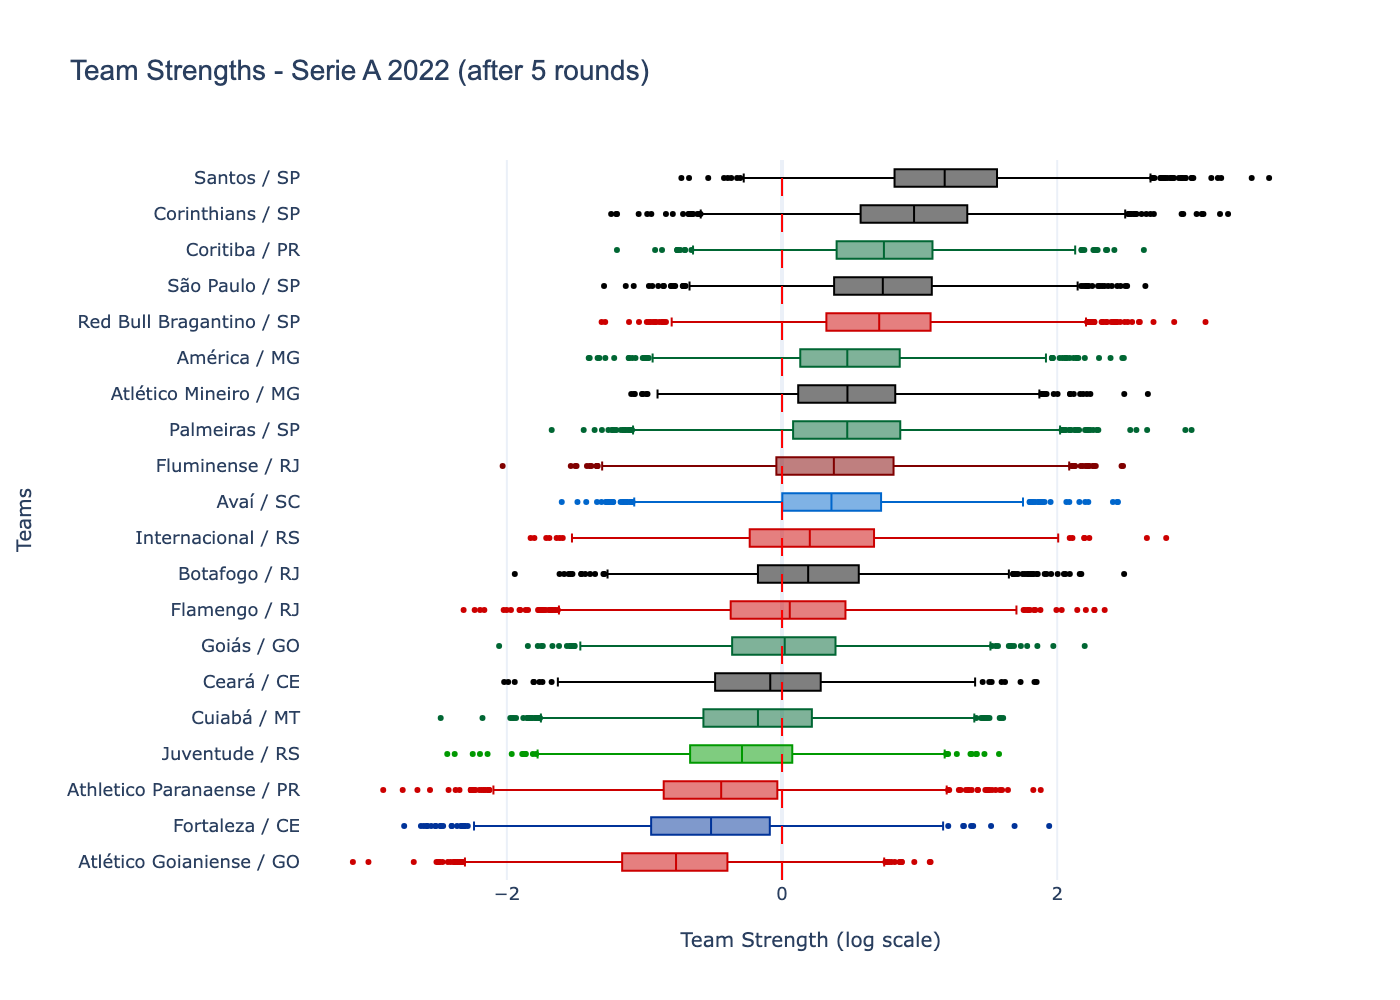 Team Strengths - Serie A 2022 (after 5 rounds)
Teams
Santos / SP
Corinthians / SP
Coritiba / PR
São Paulo / SP
Red Bull Bragantino / SP
América / MG
Atlético Mineiro / MG
Palmeiras / SP
Fluminense / RJ
Avaí / SC
Internacional / RS
Botafogo / RJ
Flamengo / RJ
Goiás / GO
Ceará / CE
Cuiabá / MT
Juventude / RS
Athletico Paranaense / PR
Fortaleza / CE
Atlético Goianiense / GO
−2 0 2
Team Strength (log scale)